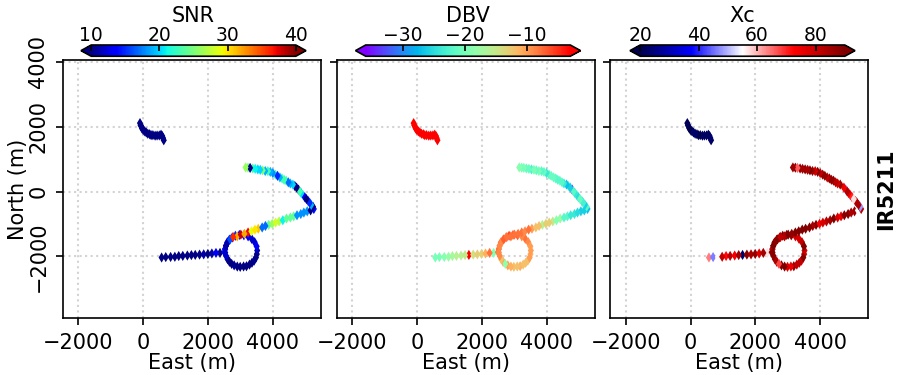 SNR DBV Xc
10 20 30 40 −30 −20 −10 20 40 60 80
4000
2000
0
−2000
North (m)
IR5211
−2000 0 2000 4000 −2000 0 2000 4000 −2000 0 2000 4000
East (m) East (m) East (m)